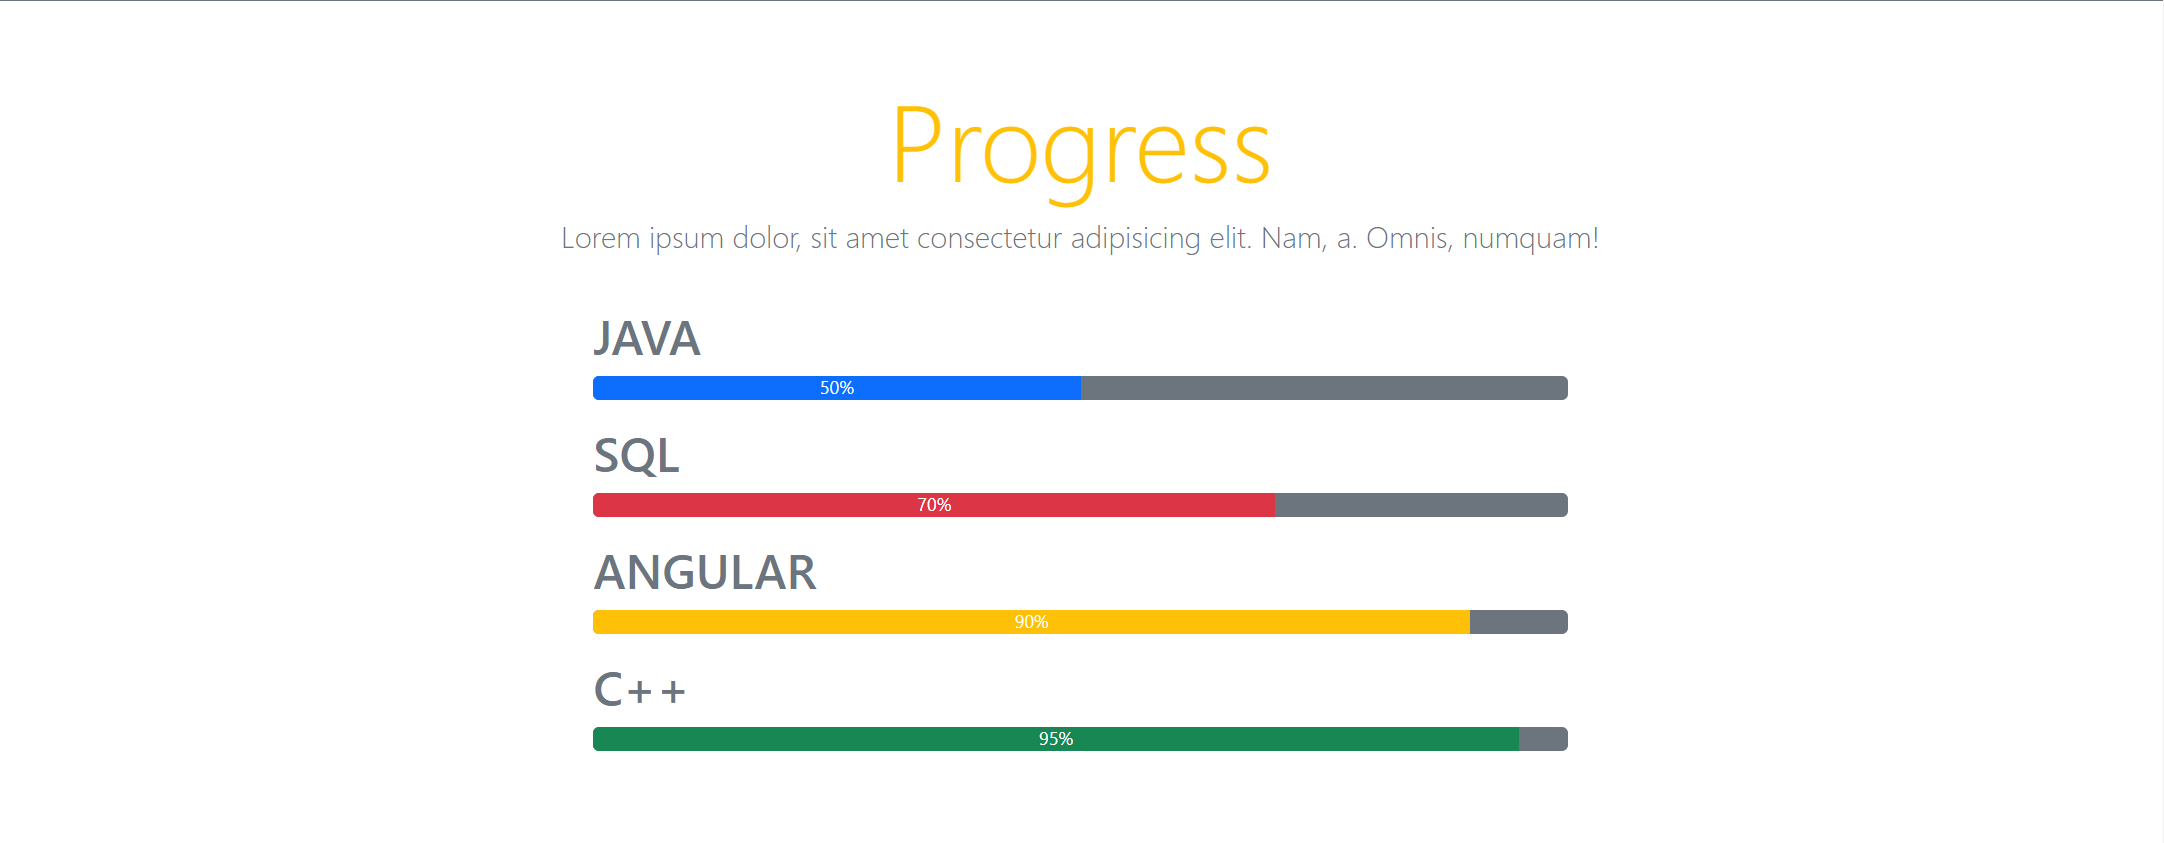 Progress
Lorem ipsum dolor, sit amet consectetur adipisicing elit. Nam, a. Omnis, numquam!
JAVA
50%
SQL
70%
ANGULAR
90%
C++
95%